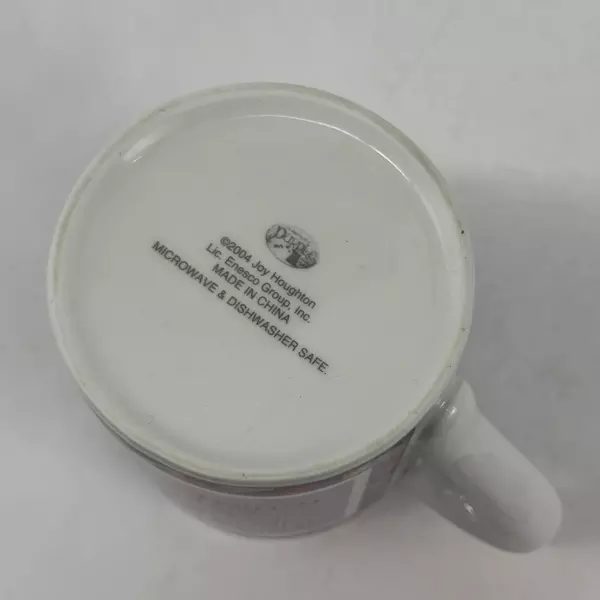 ©2004 Joy Houghton
Lic. Enesco Group, Inc.
MADE IN CHINA
MICROWAVE & DISHWASHER SAFE.